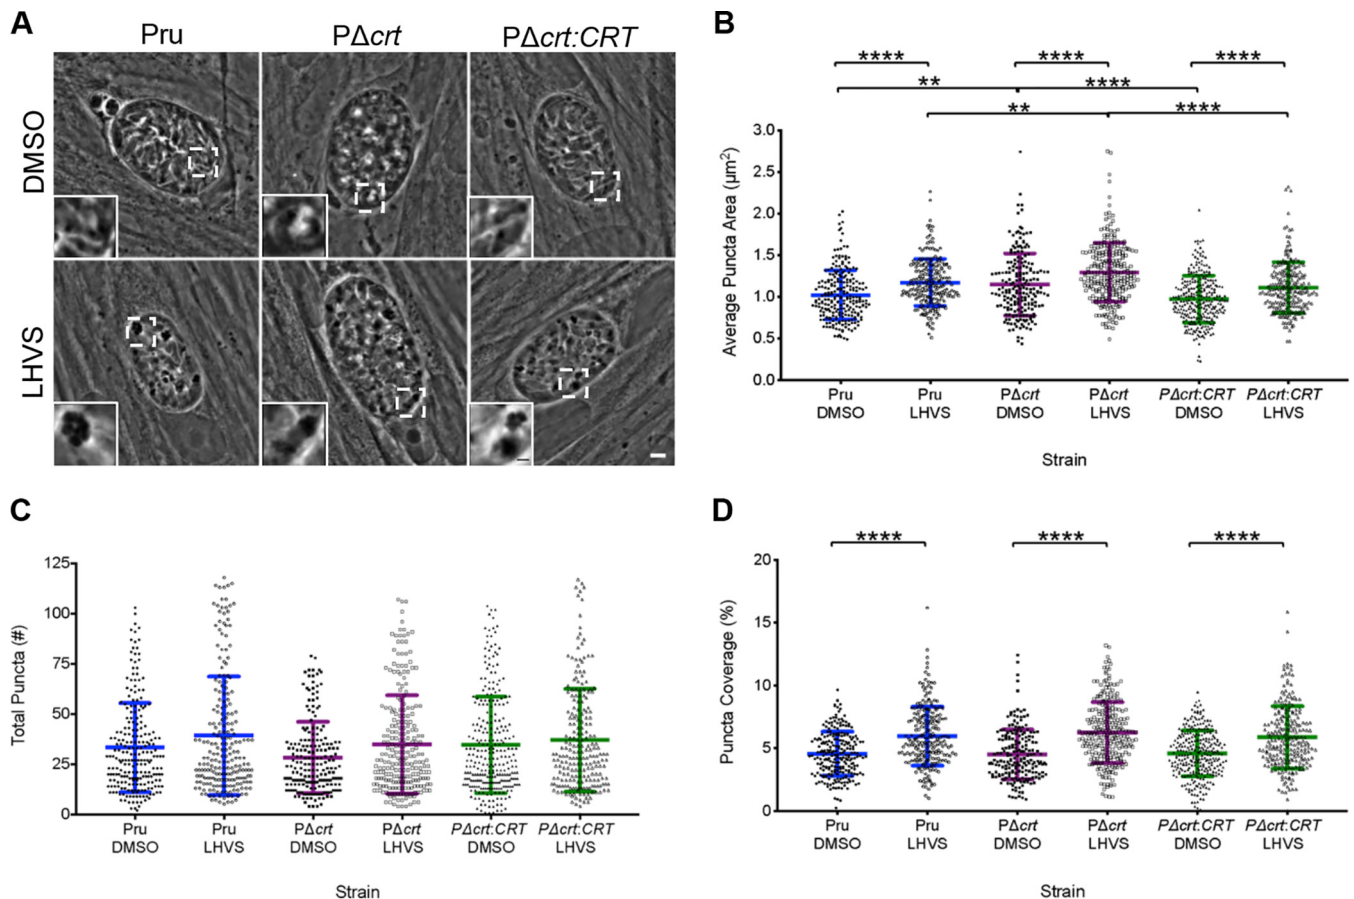 A
Pru
PΔcrt
PΔcrt:CRT
DMSO
LHVS
B
**** **** ****
** ****
** ****
Average Puncta Area (µm²)
3.0
2.5
2.0
1.5
1.0
0.5
0.0
Pru Pru PΔcrt PΔcrt PΔcrt:CRT PΔcrt:CRT
DMSO LHVS DMSO LHVS DMSO LHVS
Strain
C
Total Puncta (#)
125
100
75
50
25
0
Pru Pru PΔcrt PΔcrt PΔcrt:CRT PΔcrt:CRT
DMSO LHVS DMSO LHVS DMSO LHVS
Strain
D
**** **** ****
Puncta Coverage (%)
20
15
10
5
0
Pru Pru PΔcrt PΔcrt PΔcrt:CRT PΔcrt:CRT
DMSO LHVS DMSO LHVS DMSO LHVS
Strain